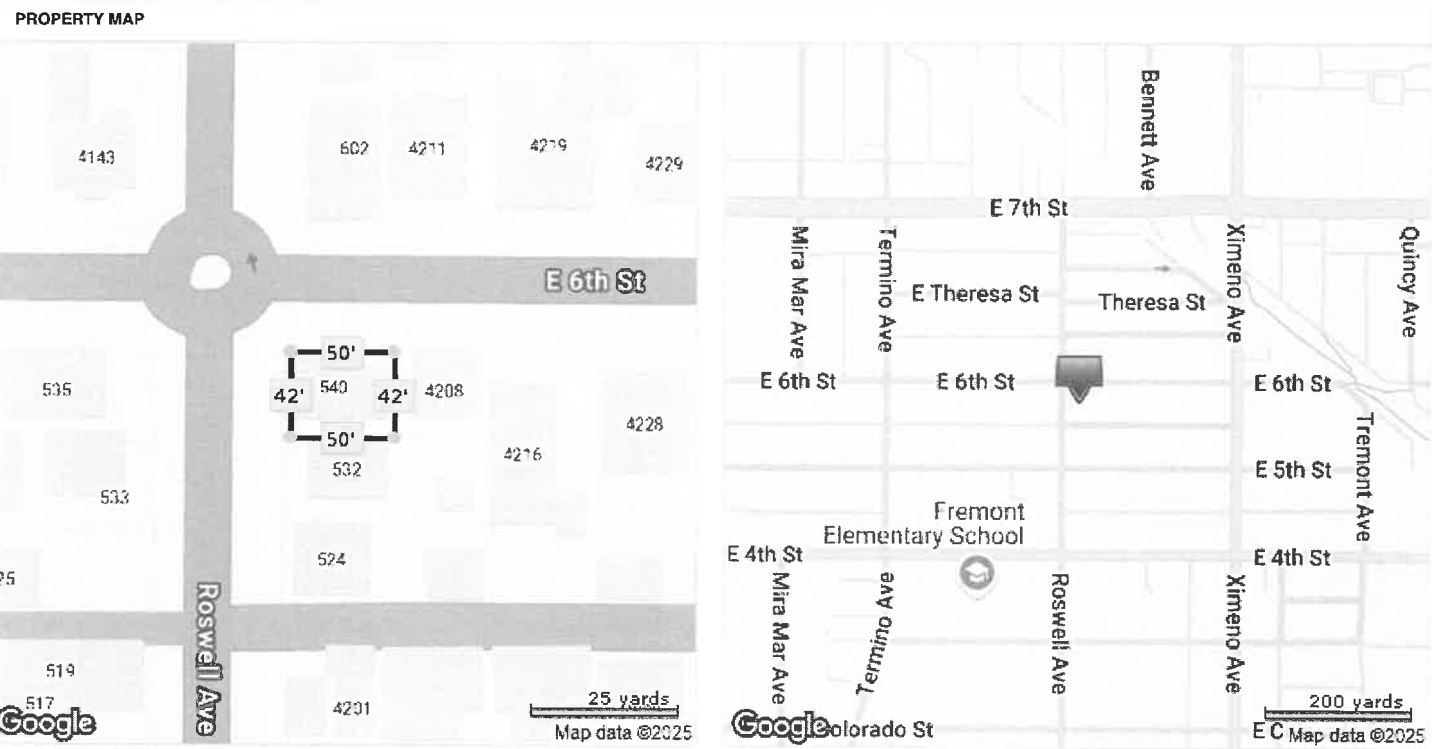 PROPERTY MAP
4143
602
4211
4219
4229
E 6th St
50'
535
42'
540
42'
4208
50'
532
4216
4228
533
524
25
Roswell Ave
519
517
4201
25 yards
Google
Map data ©2025
Bennett Ave
E 7th St
Mira Mar Ave
Termino Ave
Ximeno Ave
Quincy Ave
E Theresa St
Theresa St
E 6th St
E 6th St
E 6th St
Tremont Ave
E 5th St
Fremont
Elementary School
E 4th St
E 4th St
Mira Mar Ave
Termino Ave
Roswell Ave
Ximeno Ave
200 yards
Google
olorado St
E C
Map data ©2025